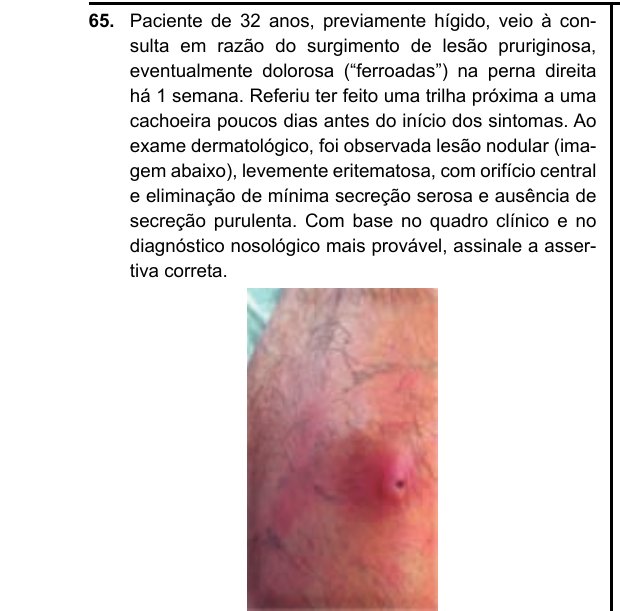 65. Paciente de 32 anos, previamente hígido, veio à con-
sulta em razão do surgimento de lesão pruriginosa,
eventualmente dolorosa (“ferroadas”) na perna direita
há 1 semana. Referiu ter feito uma trilha próxima a uma
cachoeira poucos dias antes do início dos sintomas. Ao
exame dermatológico, foi observada lesão nodular (ima-
gem abaixo), levemente eritematosa, com orifício central
e eliminação de mínima secreção serosa e ausência de
secreção purulenta. Com base no quadro clínico e no
diagnóstico nosológico mais provável, assinale a asser-
tiva correta.